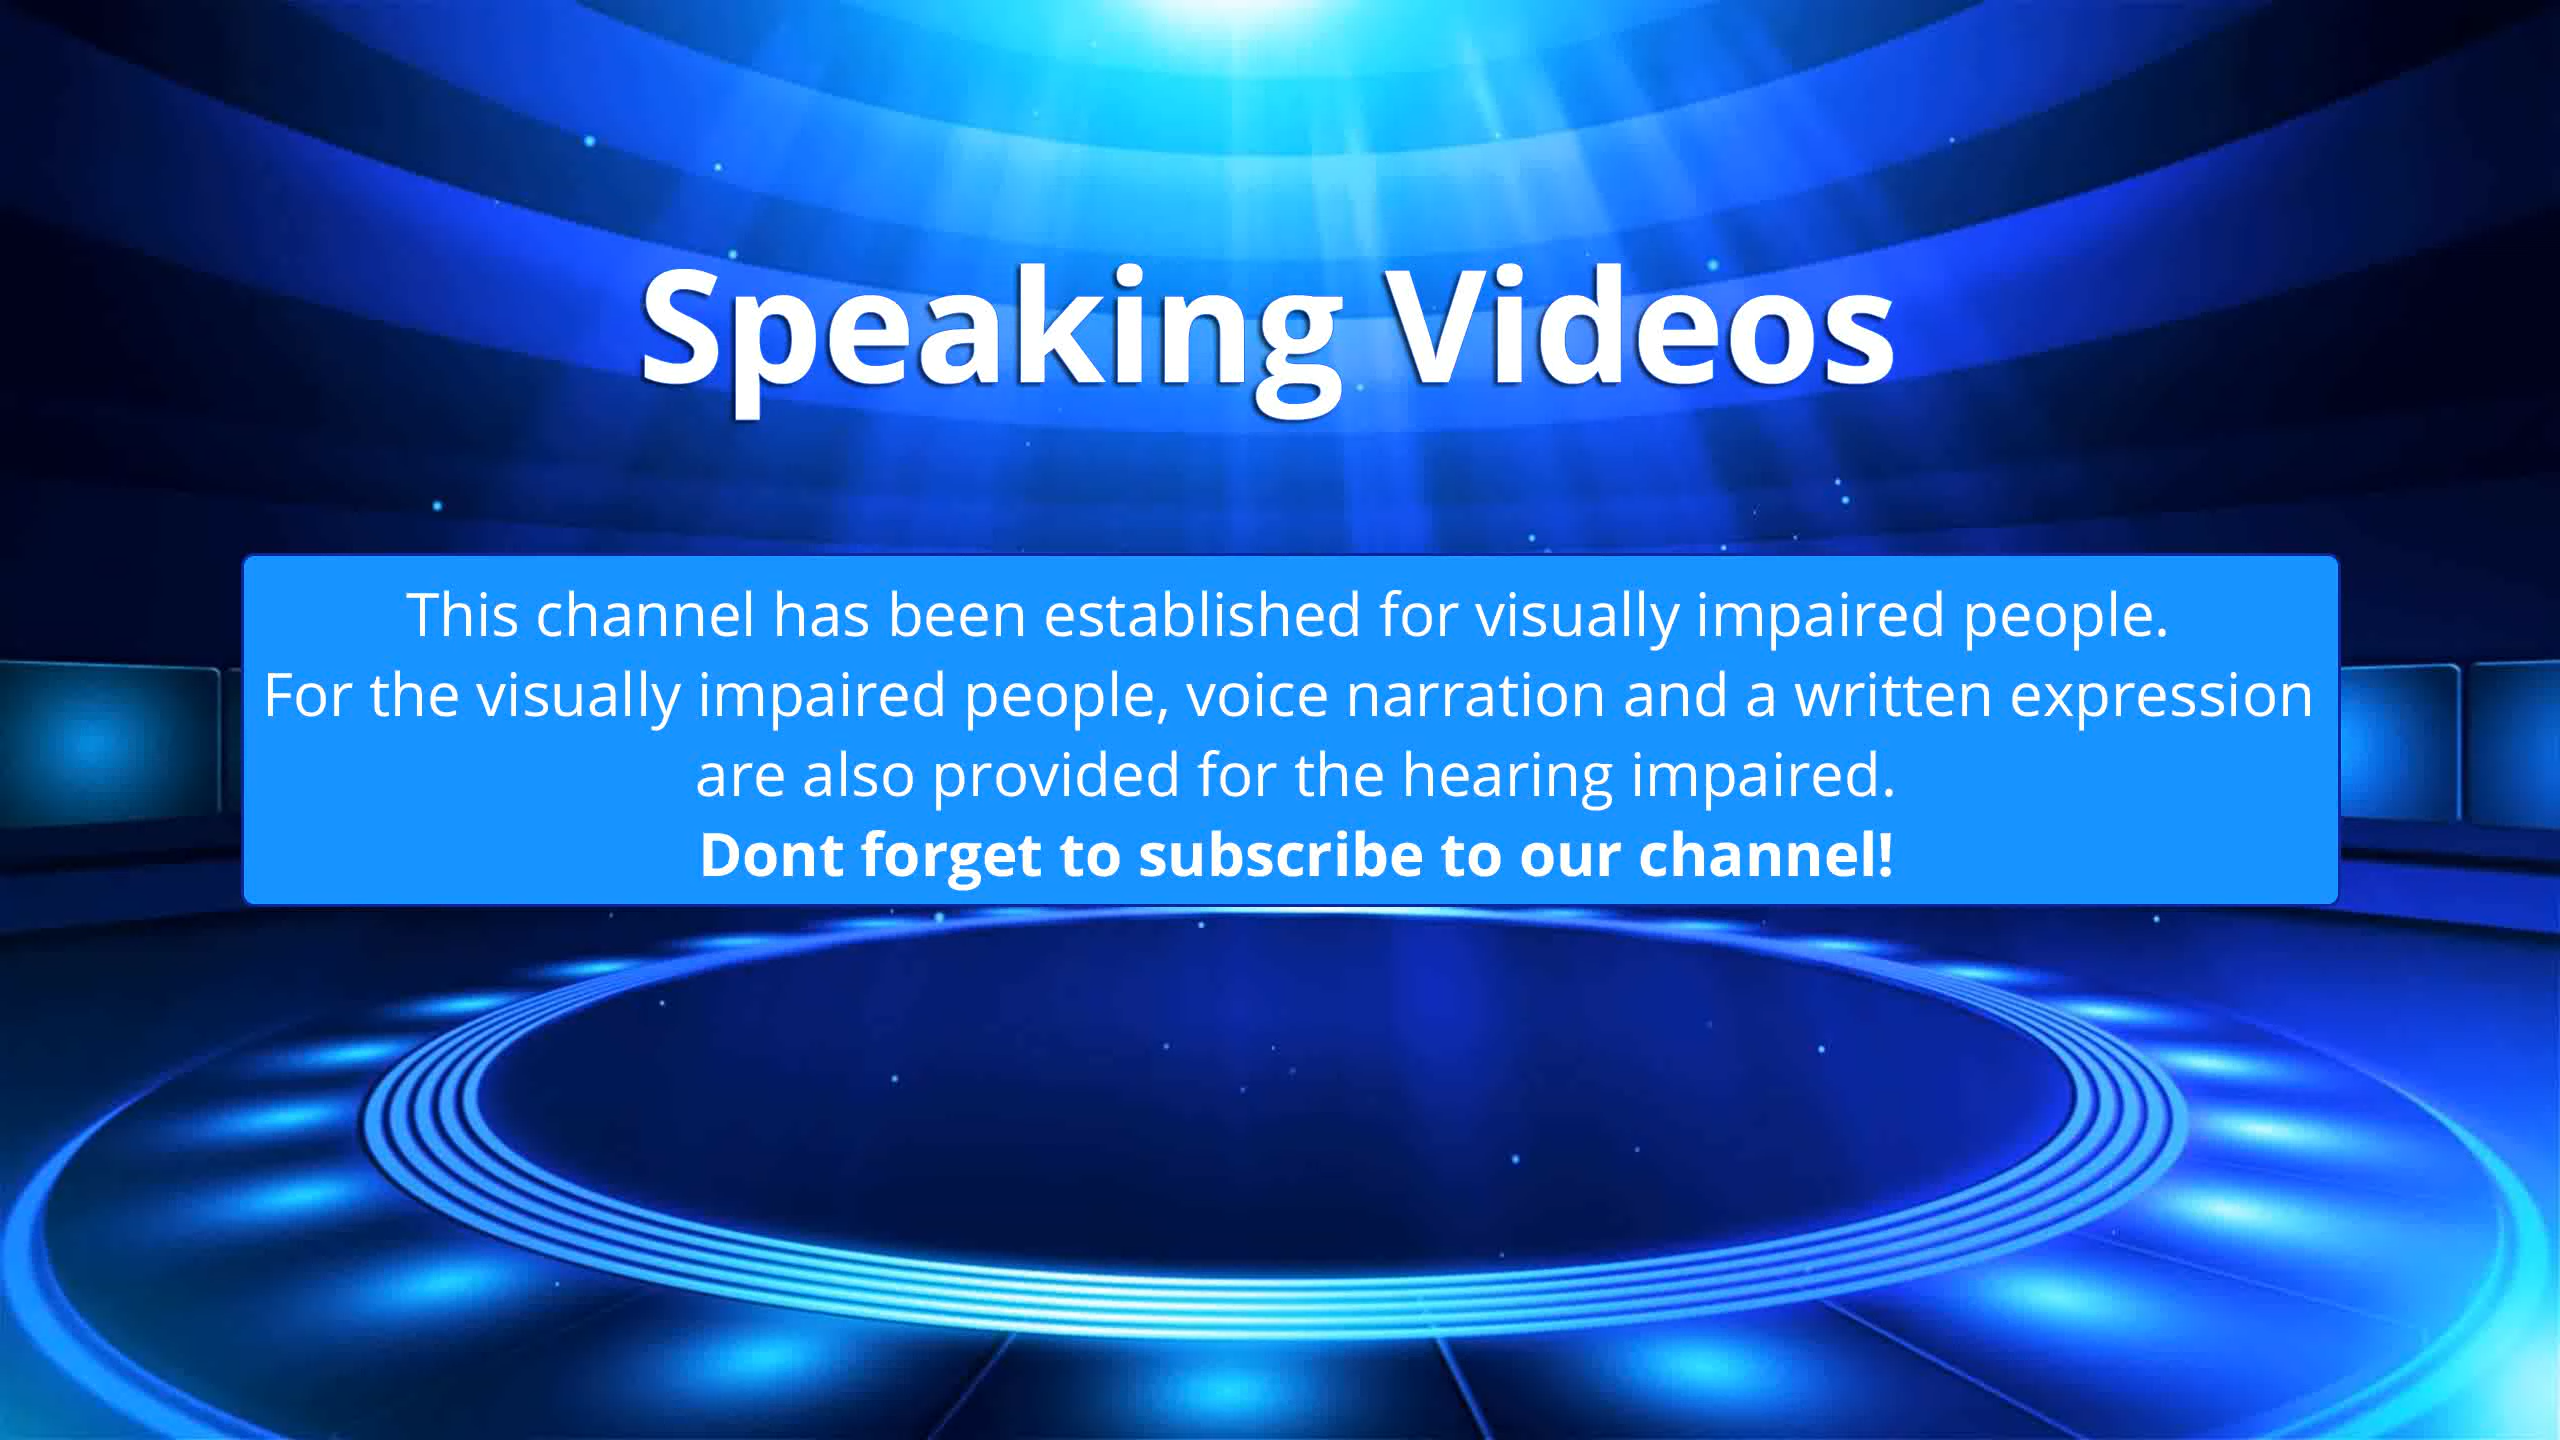 Speaking Videos
This channel has been established for visually impaired people.
For the visually impaired people, voice narration and a written expression
are also provided for the hearing impaired.
Dont forget to subscribe to our channel!